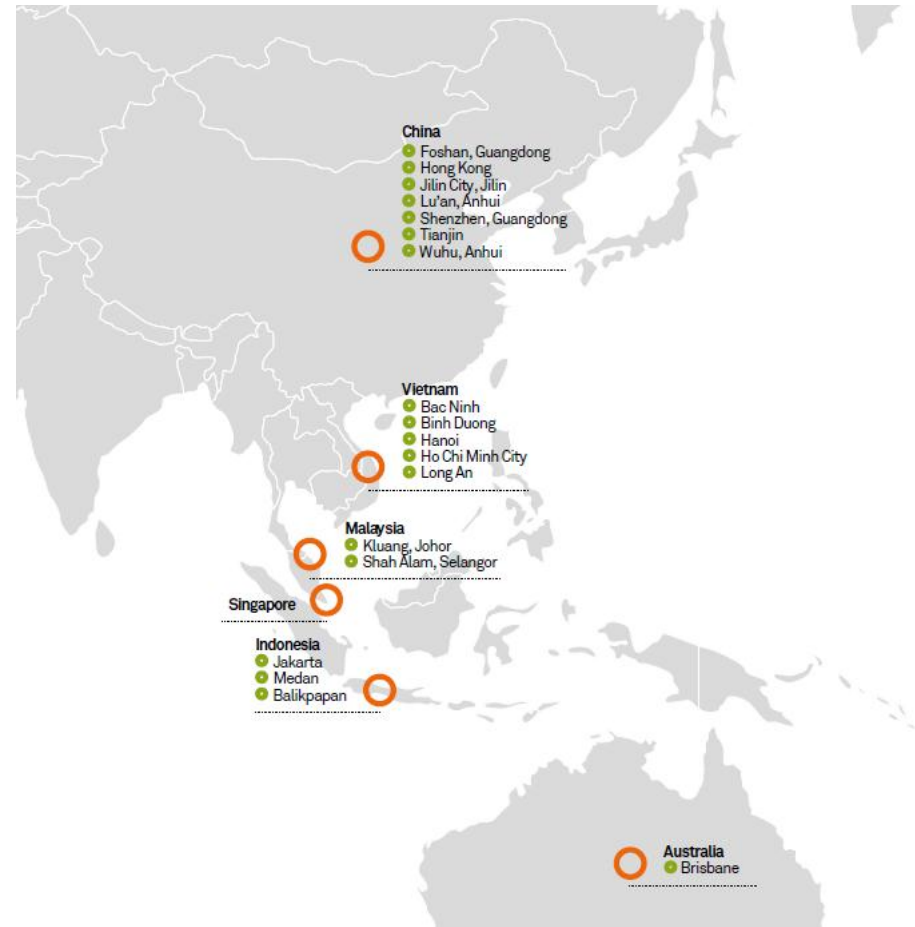 China
Foshan, Guangdong
Hong Kong
Jilin City, Jilin
Lu'an, Anhui
Shenzhen, Guangdong
Tianjin
Wuhu, Anhui
Vietnam
Bac Ninh
Binh Duong
Hanoi
Ho Chi Minh City
Long An
Malaysia
Kluang, Johor
Shah Alam, Selangor
Singapore
Indonesia
Jakarta
Medan
Balikpapan
Australia
Brisbane